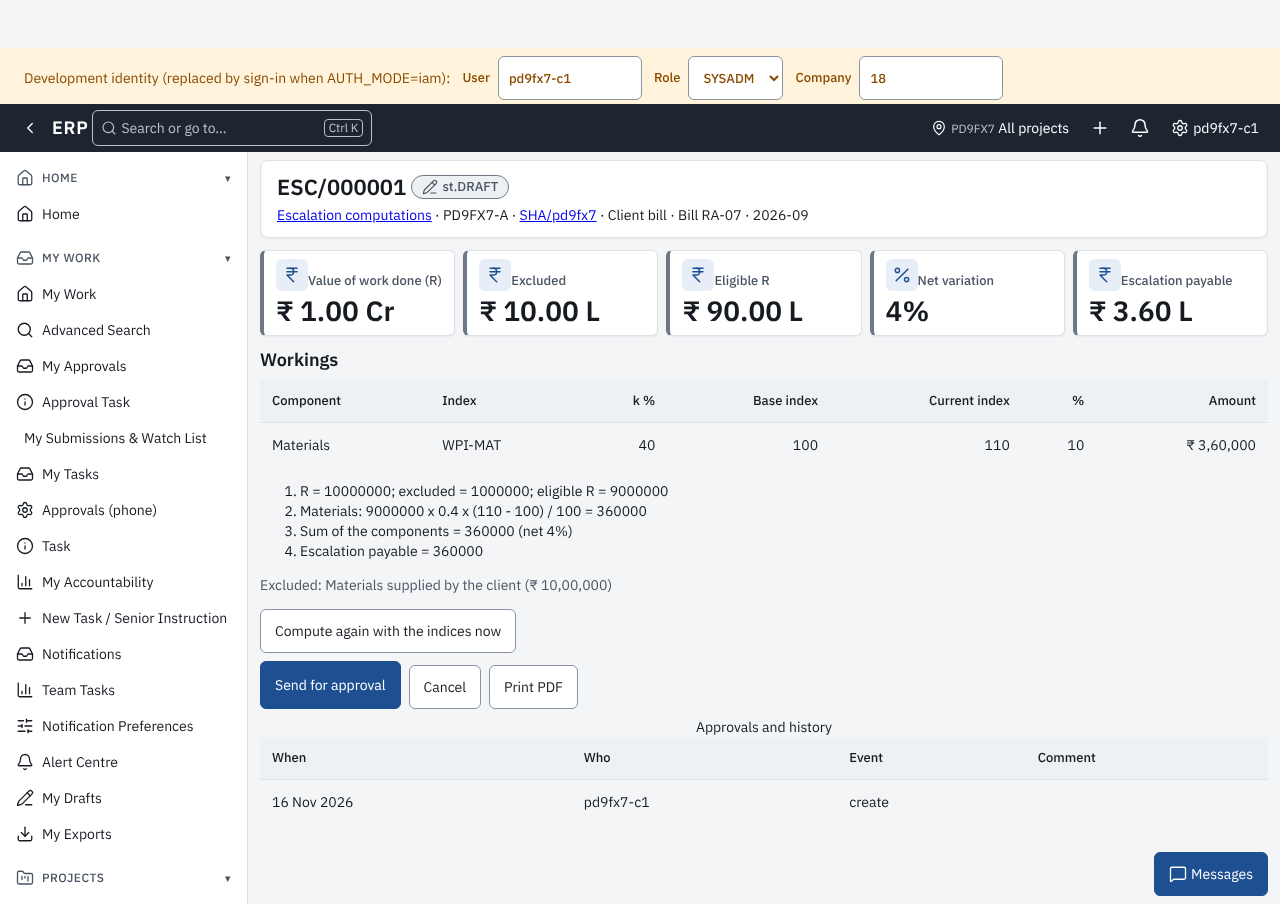 Development identity (replaced by sign-in when AUTH_MODE=iam): User pd9fx7-c1 Role SYSADM Company 18
ERP Search or go to... Ctrl K PD9FX7 All projects pd9fx7-c1
HOME
Home
MY WORK
My Work
Advanced Search
My Approvals
Approval Task
My Submissions & Watch List
My Tasks
Approvals (phone)
Task
My Accountability
New Task / Senior Instruction
Notifications
Team Tasks
Notification Preferences
Alert Centre
My Drafts
My Exports
PROJECTS
ESC/000001 st.DRAFT
Escalation computations · PD9FX7-A · SHA/pd9fx7 · Client bill · Bill RA-07 · 2026-09
₹ Value of work done (R)
₹ 1.00 Cr
₹ Excluded
₹ 10.00 L
₹ Eligible R
₹ 90.00 L
% Net variation
4%
₹ Escalation payable
₹ 3.60 L
Workings
Component Index k % Base index Current index % Amount
Materials WPI-MAT 40 100 110 10 ₹ 3,60,000
1. R = 10000000; excluded = 1000000; eligible R = 9000000
2. Materials: 9000000 x 0.4 x (110 - 100) / 100 = 360000
3. Sum of the components = 360000 (net 4%)
4. Escalation payable = 360000
Excluded: Materials supplied by the client (₹ 10,00,000)
Compute again with the indices now
Send for approval Cancel Print PDF
Approvals and history
When Who Event Comment
16 Nov 2026 pd9fx7-c1 create
Messages